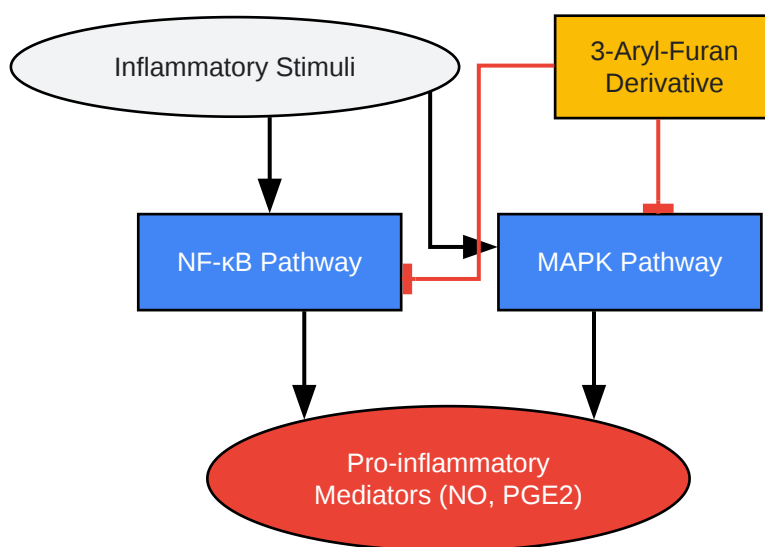 Inflammatory Stimuli
3-Aryl-Furan
Derivative
NF-κB Pathway
MAPK Pathway
Pro-inflammatory
Mediators (NO, PGE2)